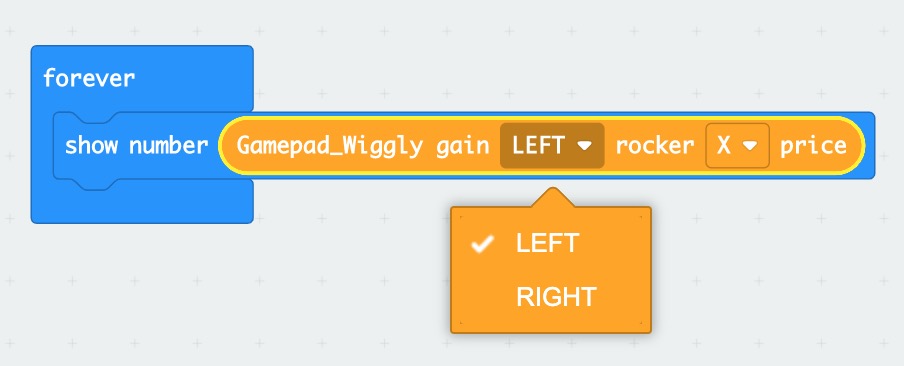 forever
show number Gamepad_Wiggly gain LEFT rocker X price
LEFT
RIGHT